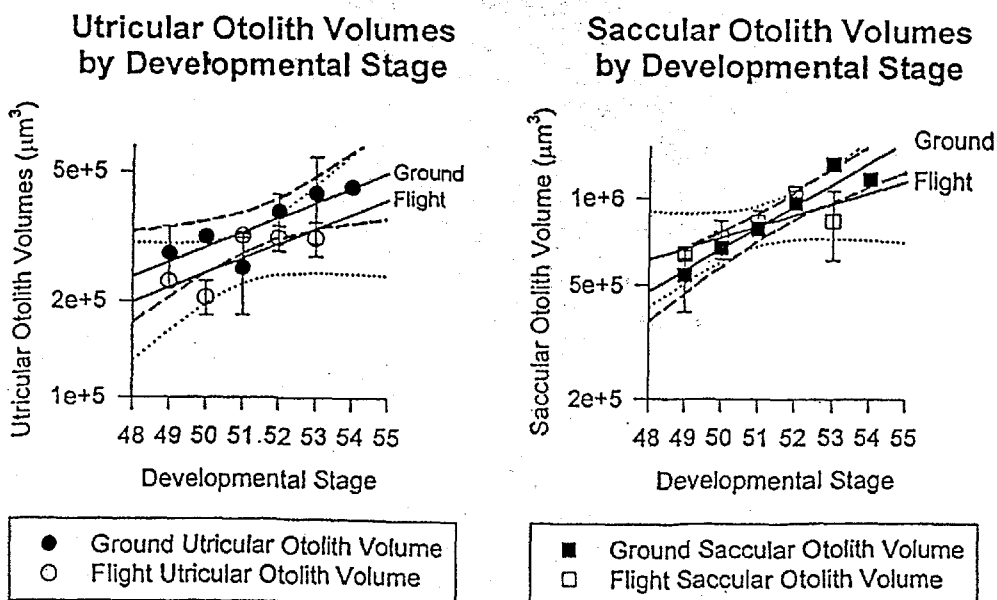 Utricular Otolith Volumes
by Developmental Stage
Utricular Otolith Volumes (μm³)
5e+5
2e+5
1e+5
Ground
Flight
48 49 50 51 52 53 54 55
Developmental Stage
Ground Utricular Otolith Volume
Flight Utricular Otolith Volume
Saccular Otolith Volumes
by Developmental Stage
Saccular Otolith Volume (μm³)
1e+6
5e+5
2e+5
Ground
Flight
48 49 50 51 52 53 54 55
Developmental Stage
Ground Saccular Otolith Volume
Flight Saccular Otolith Volume